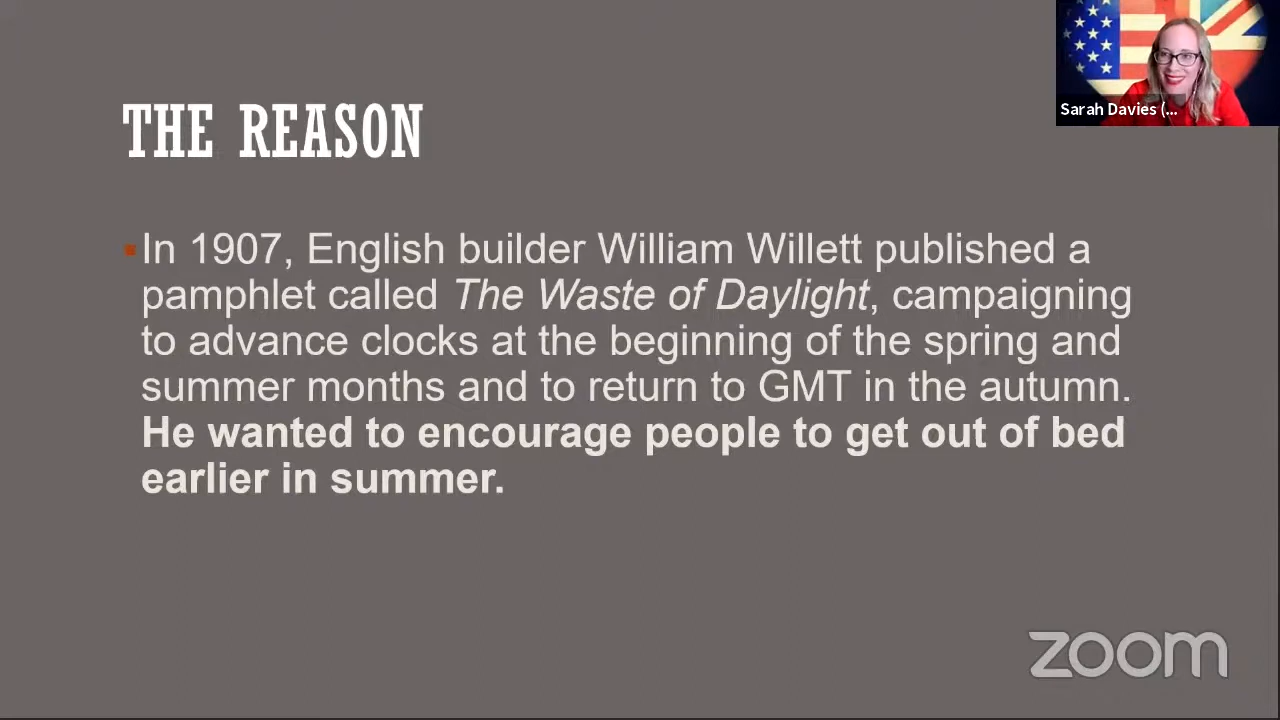 Sarah Davies (...
THE REASON
In 1907, English builder William Willett published a
pamphlet called The Waste of Daylight, campaigning
to advance clocks at the beginning of the spring and
summer months and to return to GMT in the autumn.
He wanted to encourage people to get out of bed
earlier in summer.
zoom